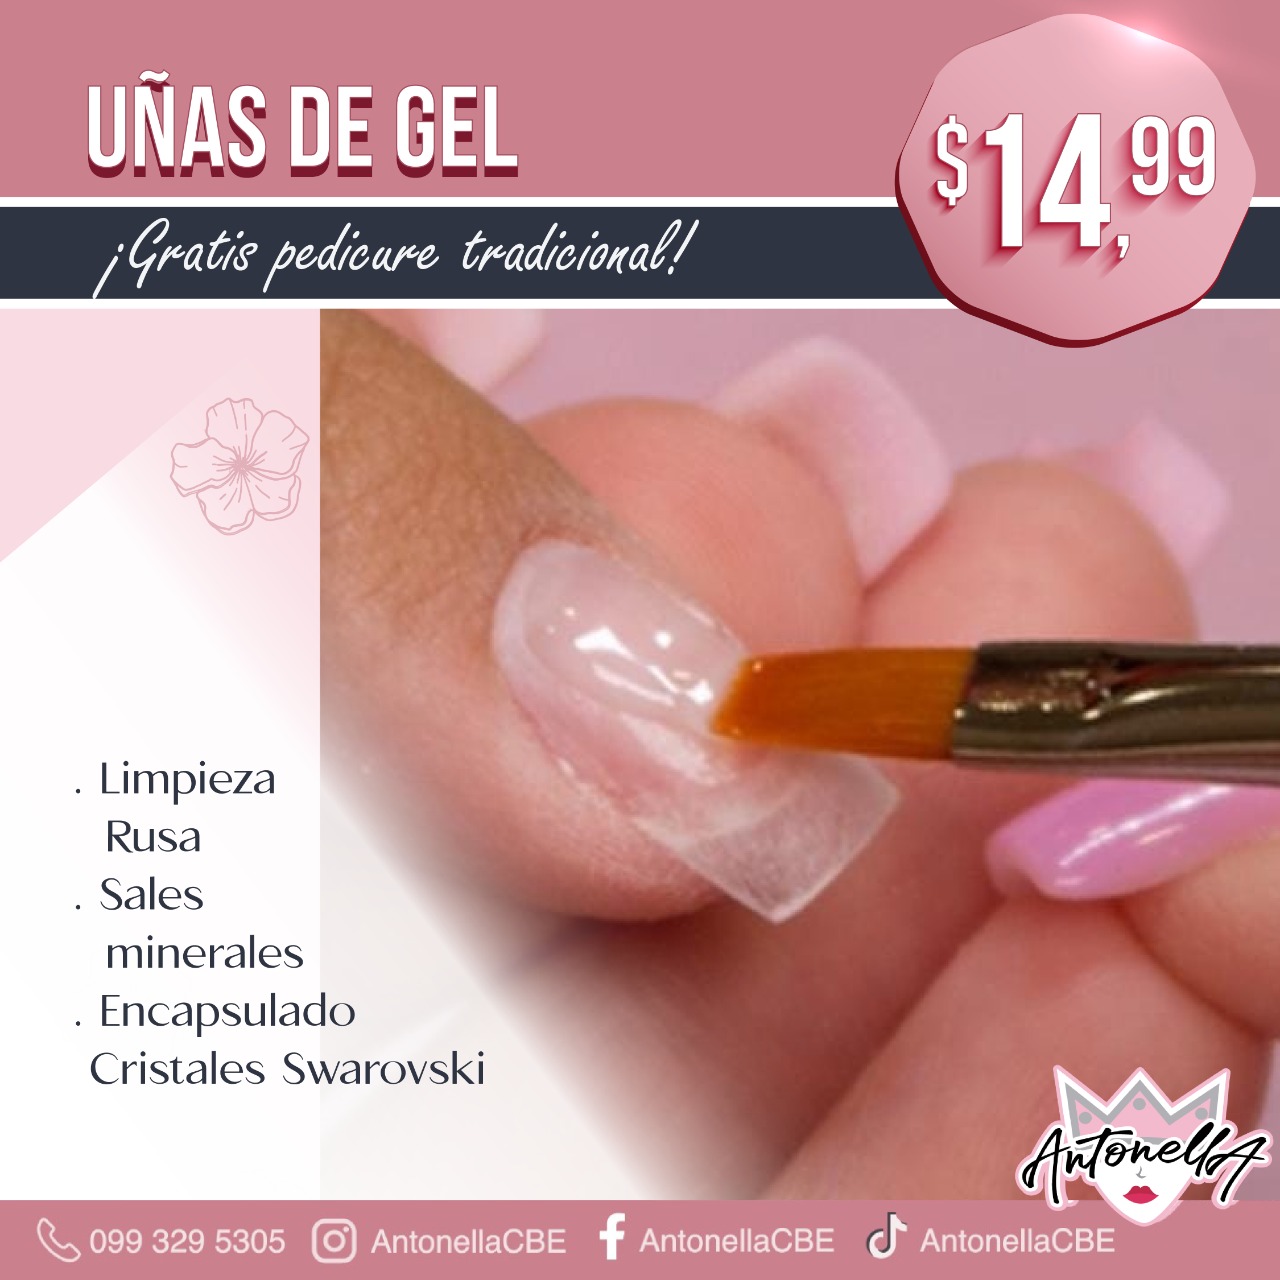 UÑAS DE GEL
$14,99
¡Gratis pedicure tradicional!
. Limpieza
Rusa
. Sales
minerales
. Encapsulado
Cristales Swarovski
AntonellA
099 329 5305 AntonellaCBE AntonellaCBE AntonellaCBE